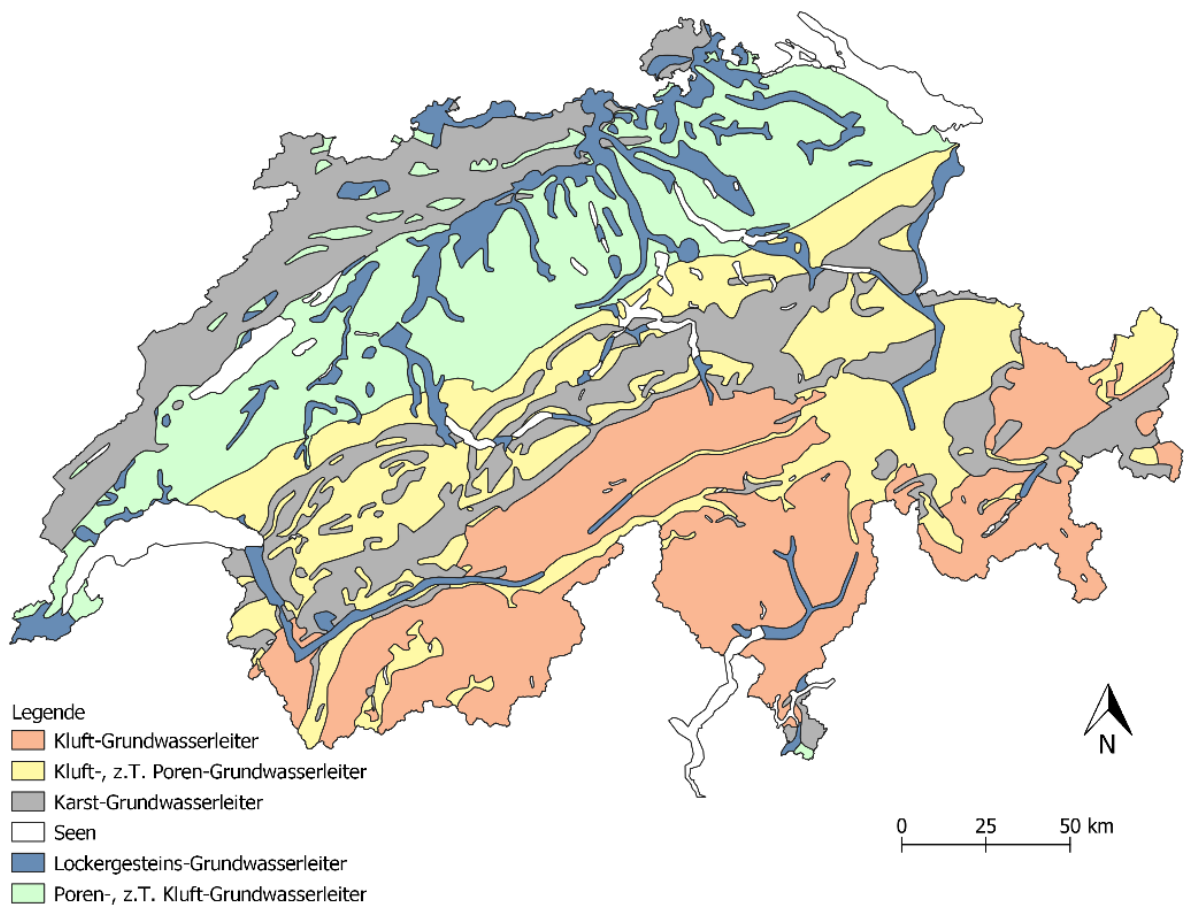 Legende
Kluft-Grundwasserleiter
Kluft-, z.T. Poren-Grundwasserleiter
Karst-Grundwasserleiter
Seen
Lockergesteins-Grundwasserleiter
Poren-, z.T. Kluft-Grundwasserleiter
N
0 25 50 km